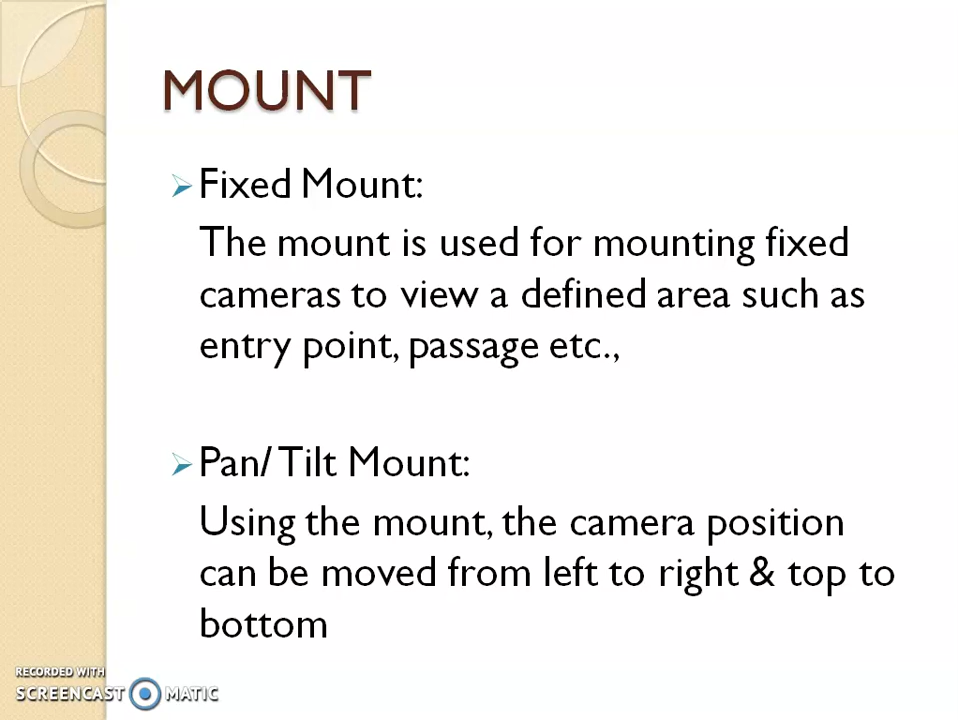 MOUNT
Fixed Mount:
The mount is used for mounting fixed
cameras to view a defined area such as
entry point, passage etc.,
Pan/ Tilt Mount:
Using the mount, the camera position
can be moved from left to right & top to
bottom
RECORDED WITH
SCREENCAST MATIC